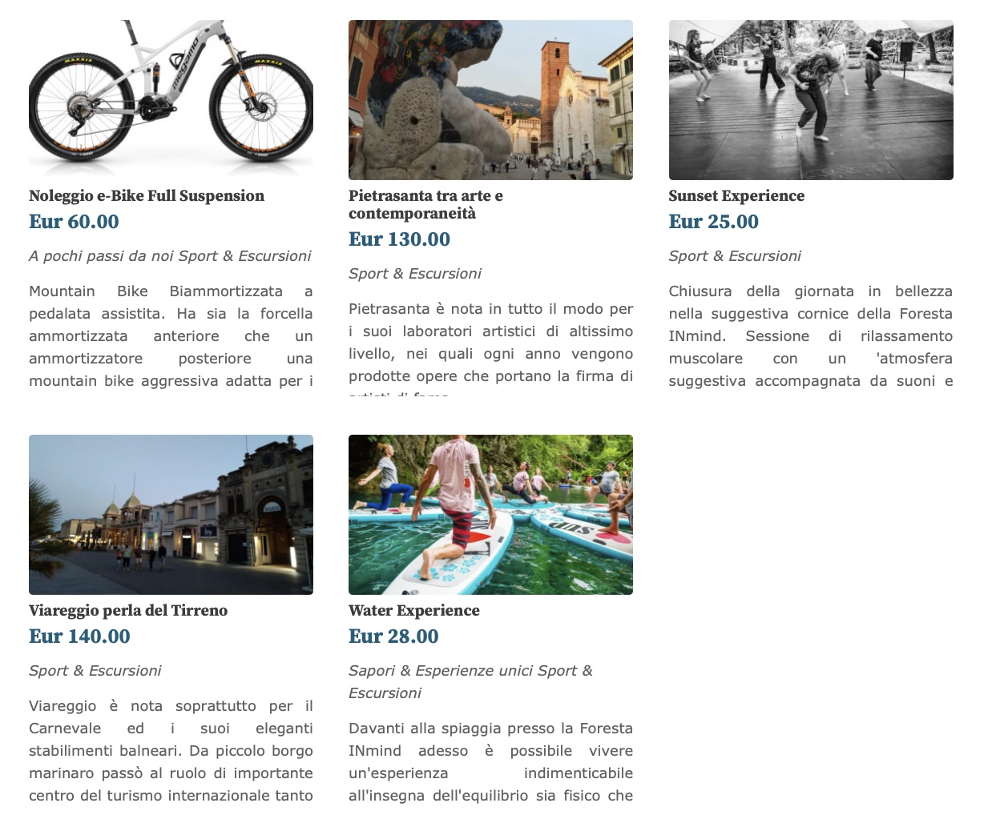 MAXXIS
MAXXIS
megamo
Noleggio e-Bike Full Suspension
Eur 60.00
A pochi passi da noi Sport & Escursioni
Mountain Bike Biammortizzata a
pedalata assistita. Ha sia la forcella
ammortizzata anteriore che un
ammortizzatore posteriore una
mountain bike aggressiva adatta per i
Pietrasanta tra arte e
contemporaneità
Eur 130.00
Sport & Escursioni
Pietrasanta è nota in tutto il modo per
i suoi laboratori artistici di altissimo
livello, nei quali ogni anno vengono
prodotte opere che portano la firma di
artisti di fama
Sunset Experience
Eur 25.00
Sport & Escursioni
Chiusura della giornata in bellezza
nella suggestiva cornice della Foresta
INmind. Sessione di rilassamento
muscolare con un 'atmosfera
suggestiva accompagnata da suoni e
Viareggio perla del Tirreno
Eur 140.00
Sport & Escursioni
Viareggio è nota soprattutto per il
Carnevale ed i suoi eleganti
stabilimenti balneari. Da piccolo borgo
marinaro passò al ruolo di importante
centro del turismo internazionale tanto
SUP
Water Experience
Eur 28.00
Sapori & Esperienze unici Sport &
Escursioni
Davanti alla spiaggia presso la Foresta
INmind adesso è possibile vivere
un'esperienza indimenticabile
all'insegna dell'equilibrio sia fisico che